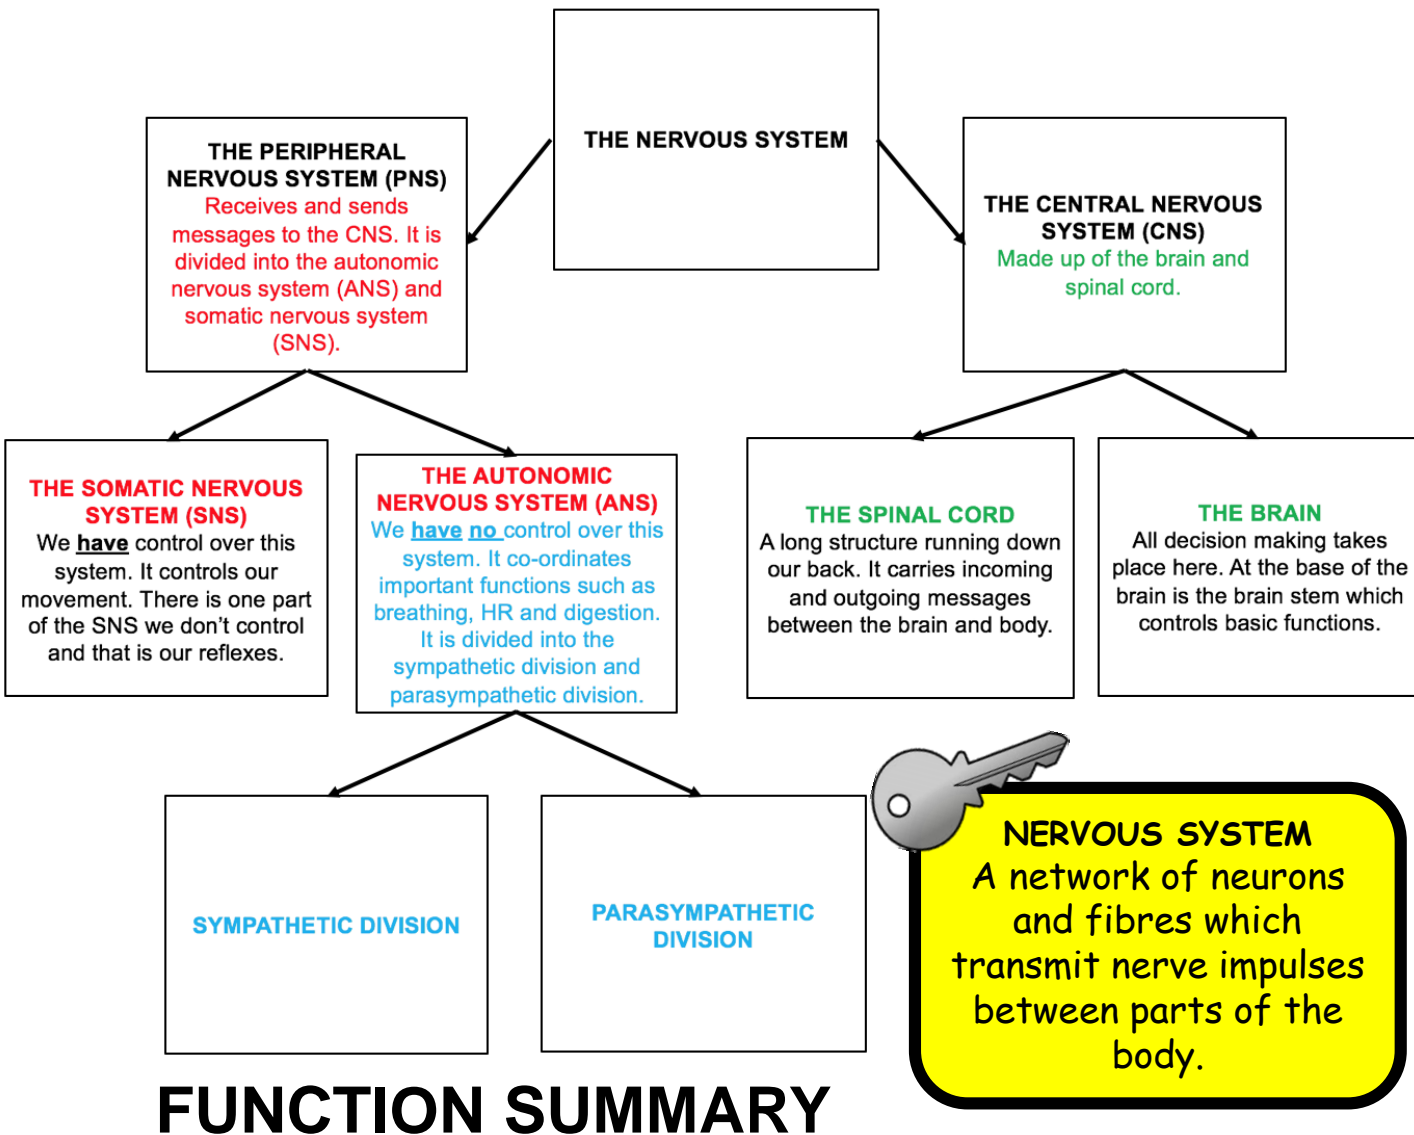 THE NERVOUS SYSTEM
THE PERIPHERAL
NERVOUS SYSTEM (PNS)
Receives and sends
messages to the CNS. It is
divided into the autonomic
nervous system (ANS) and
somatic nervous system
(SNS).
THE CENTRAL NERVOUS
SYSTEM (CNS)
Made up of the brain and
spinal cord.
THE SOMATIC NERVOUS
SYSTEM (SNS)
We have control over this
system. It controls our
movement. There is one part
of the SNS we don't control
and that is our reflexes.
THE AUTONOMIC
NERVOUS SYSTEM (ANS)
We have no control over this
system. It co-ordinates
important functions such as
breathing, HR and digestion.
It is divided into the
sympathetic division and
parasympathetic division.
THE SPINAL CORD
A long structure running down
our back. It carries incoming
and outgoing messages
between the brain and body.
THE BRAIN
All decision making takes
place here. At the base of the
brain is the brain stem which
controls basic functions.
SYMPATHETIC DIVISION
PARASYMPATHETIC
DIVISION
NERVOUS SYSTEM
A network of neurons
and fibres which
transmit nerve impulses
between parts of the
body.
FUNCTION SUMMARY